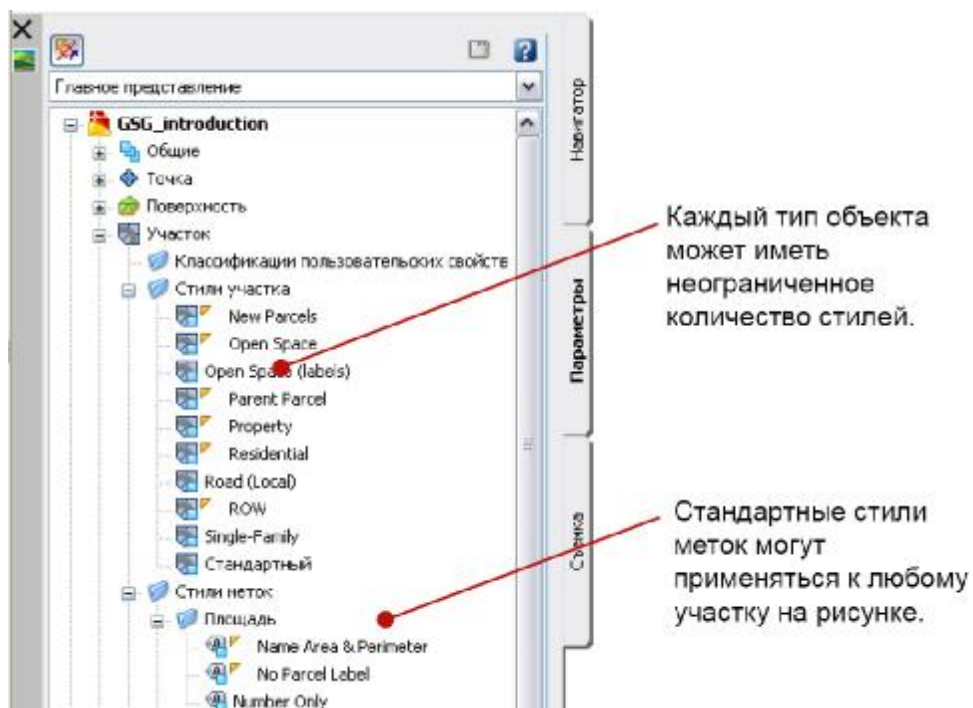 Главное представление
GSG_introduction
Общие
Точка
Поверхность
Участок
Классификации пользовательских свойств
Стили участка
New Parcels
Open Space
Open Space (labels)
Parent Parcel
Property
Residential
Road (Local)
ROW
Single-Family
Стандартный
Стили меток
Площадь
Name Area & Perimeter
No Parcel Label
Number Only
Навигатор
Параметры
Съемка
Каждый тип объекта
может иметь
неограниченное
количество стилей.
Стандартные стили
меток могут
применяться к любому
участку на рисунке.